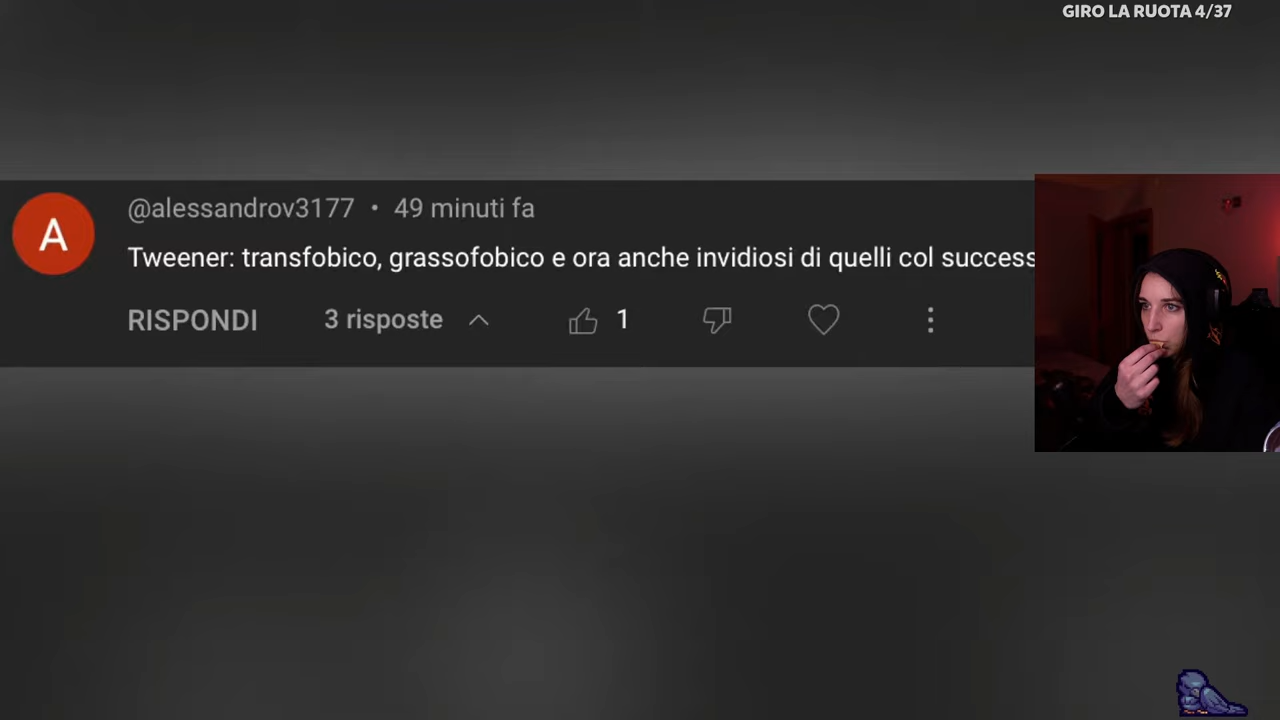 GIRO LA RUOTA 4/37
@alessandrov3177 • 49 minuti fa
Tweener: transfobico, grassofobico e ora anche invidiosi di quelli col success
RISPONDI 3 risposte 1
A